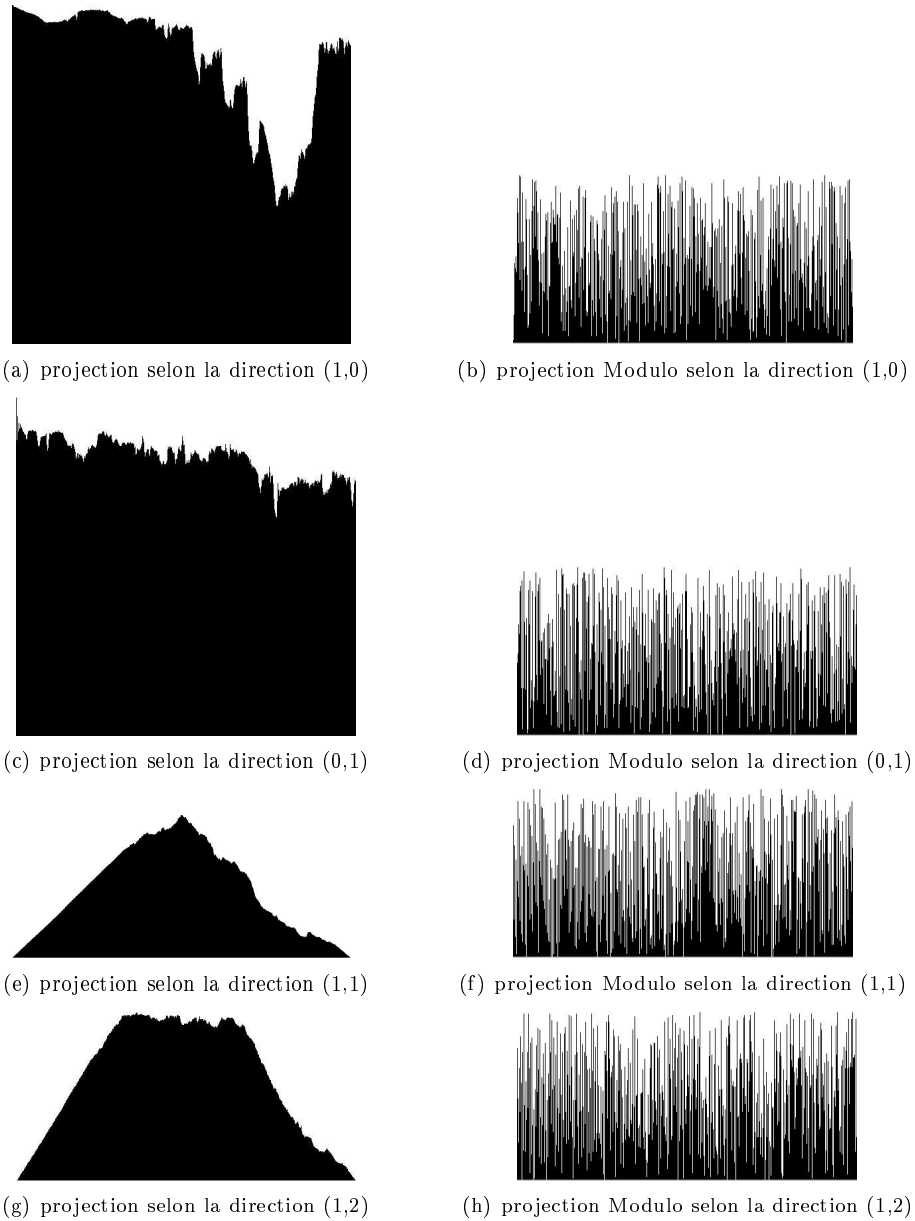 (a) projection selon la direction (1,0)
(b) projection Modulo selon la direction (1,0)
(c) projection selon la direction (0,1)
(d) projection Modulo selon la direction (0,1)
(e) projection selon la direction (1,1)
(f) projection Modulo selon la direction (1,1)
(g) projection selon la direction (1,2)
(h) projection Modulo selon la direction (1,2)